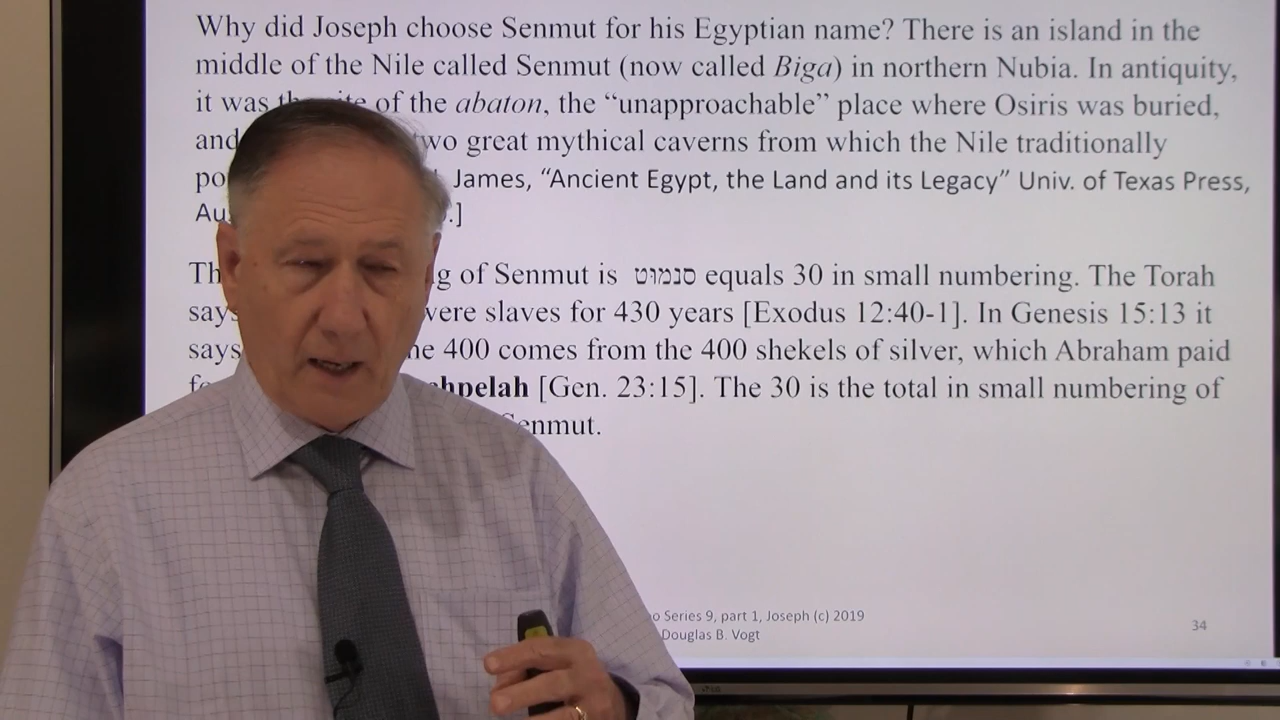 Why did Joseph choose Senmut for his Egyptian name? There is an island in the
middle of the Nile called Senmut (now called Biga) in northern Nubia. In antiquity,
it was of the abaton, the “unapproachable” place where Osiris was buried,
and two great mythical caverns from which the Nile traditionally
James, “Ancient Egypt, the Land and its Legacy” Univ. of Texas Press,
.]
of Senmut is סנמוט equals 30 in small numbering. The Torah
says were slaves for 430 years [Exodus 12:40-1]. In Genesis 15:13 it
says 400 comes from the 400 shekels of silver, which Abraham paid
[Gen. 23:15]. The 30 is the total in small numbering of
Senmut.
Series 9, part 1, Joseph (c) 2019
Douglas B. Vogt
34
LG